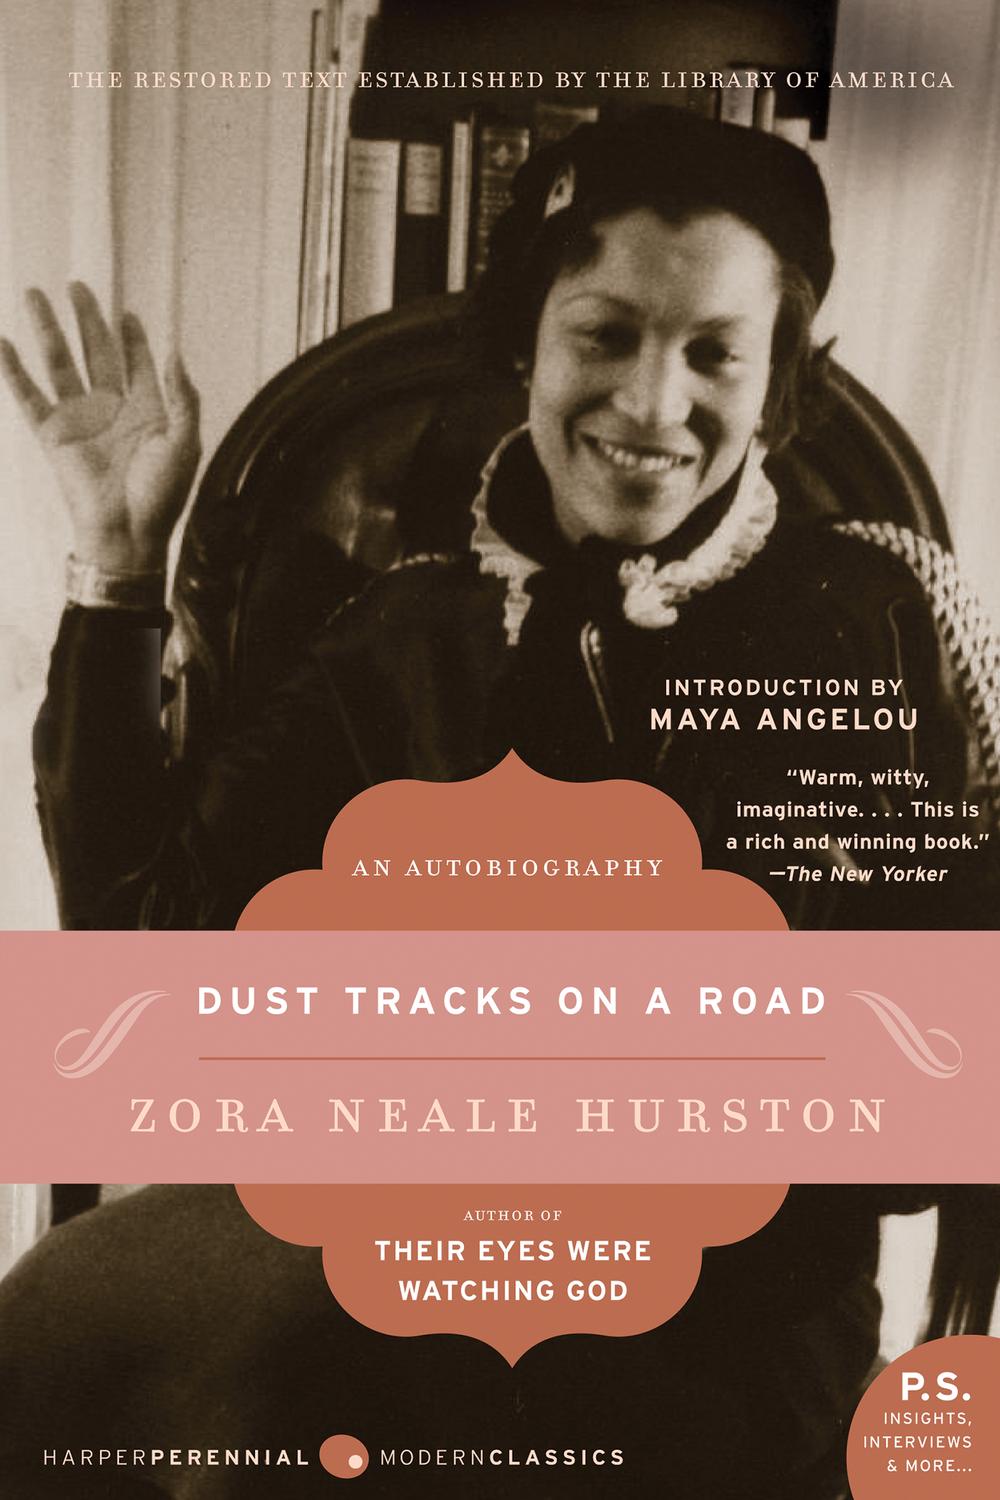 THE RESTORED TEXT ESTABLISHED BY THE LIBRARY OF AMERICA
INTRODUCTION BY
MAYA ANGELOU
“Warm, witty,
imaginative. . . . This is
a rich and winning book.”
—The New Yorker
AN AUTOBIOGRAPHY
DUST TRACKS ON A ROAD
ZORA NEALE HURSTON
AUTHOR OF
THEIR EYES WERE
WATCHING GOD
P.S.
INSIGHTS,
INTERVIEWS
& MORE...
HARPERPERENNIAL MODERNCLASSICS